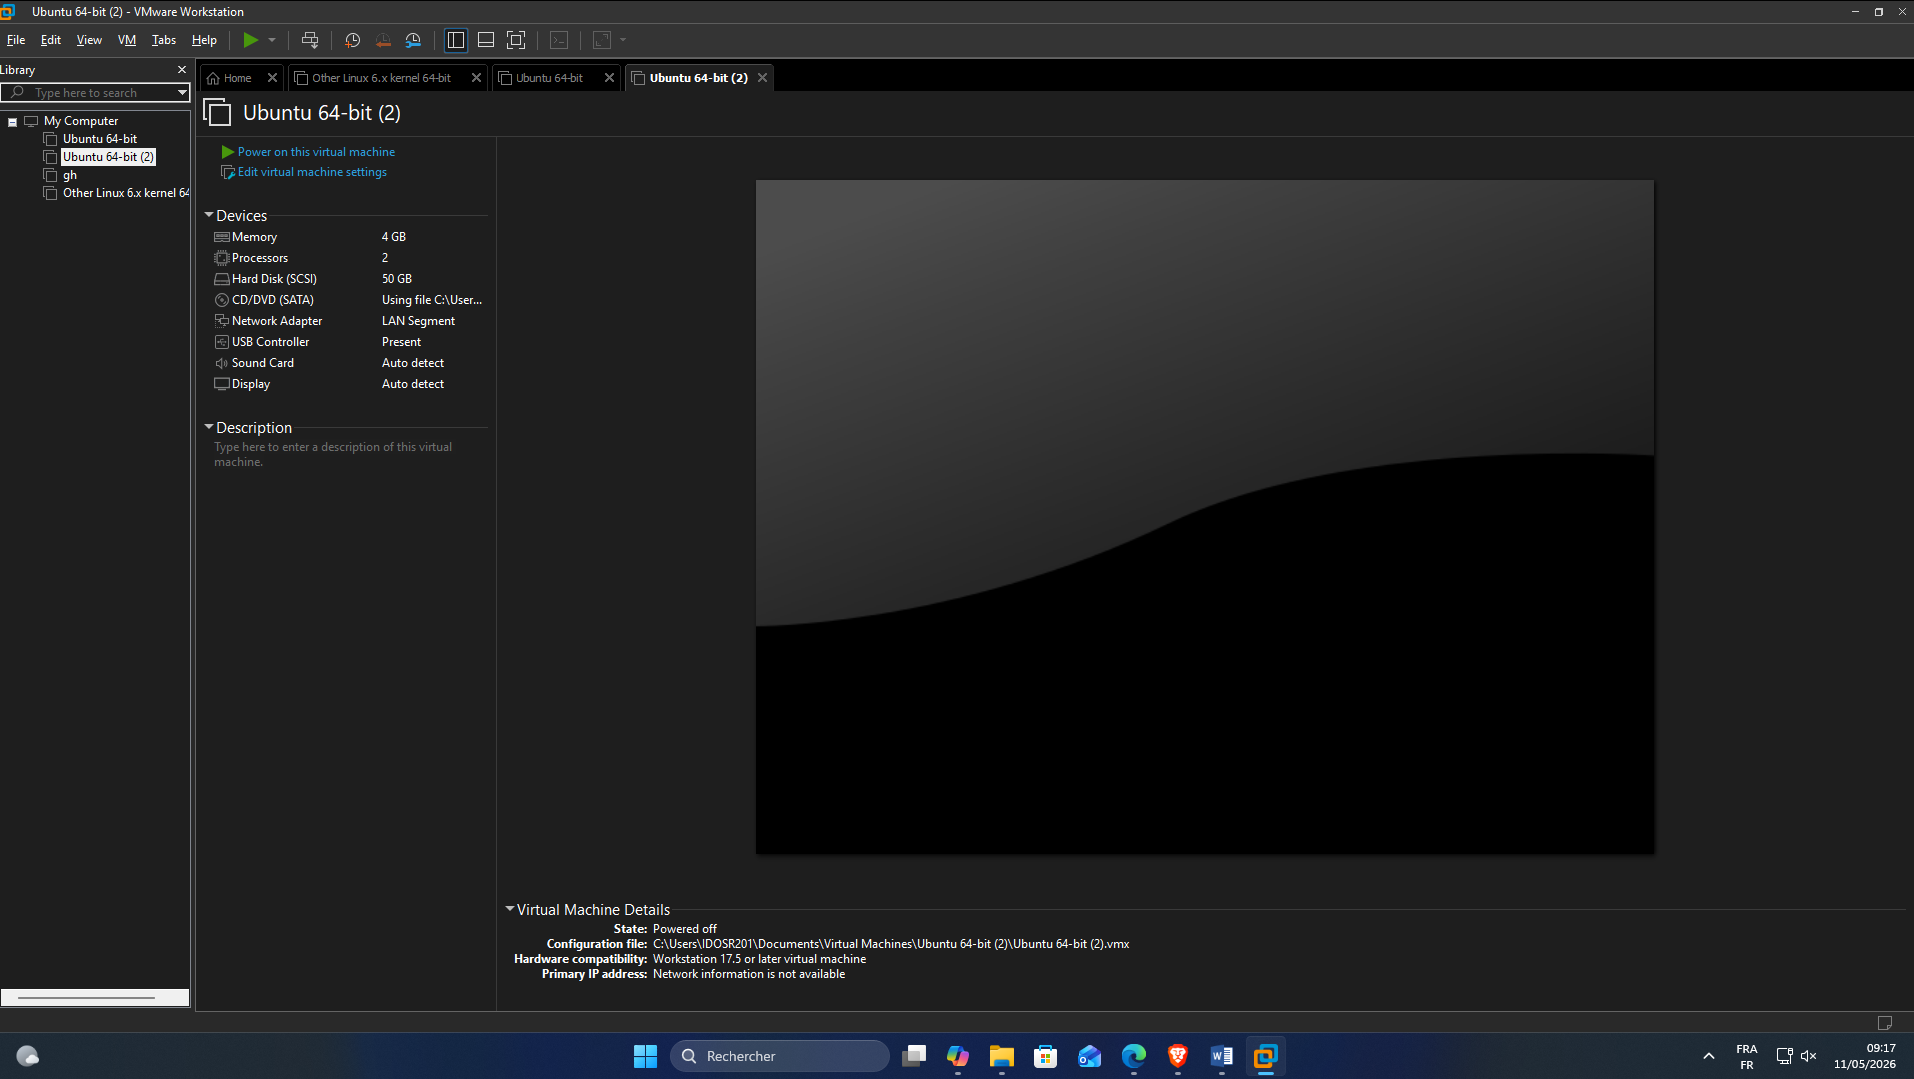 Ubuntu 64-bit (2) - VMware Workstation
File Edit View VM Tabs Help
Library
Type here to search
My Computer
Ubuntu 64-bit
Ubuntu 64-bit (2)
gh
Other Linux 6.x kernel 64
Home
Other Linux 6.x kernel 64-bit
Ubuntu 64-bit
Ubuntu 64-bit (2)
Ubuntu 64-bit (2)
Power on this virtual machine
Edit virtual machine settings
Devices
Memory 4 GB
Processors 2
Hard Disk (SCSI) 50 GB
CD/DVD (SATA) Using file C:\User...
Network Adapter LAN Segment
USB Controller Present
Sound Card Auto detect
Display Auto detect
Description
Type here to enter a description of this virtual
machine.
Virtual Machine Details
State: Powered off
Configuration file: C:\Users\IDOSR201\Documents\Virtual Machines\Ubuntu 64-bit (2)\Ubuntu 64-bit (2).vmx
Hardware compatibility: Workstation 17.5 or later virtual machine
Primary IP address: Network information is not available
Rechercher
FRA
FR
09:17
11/05/2026